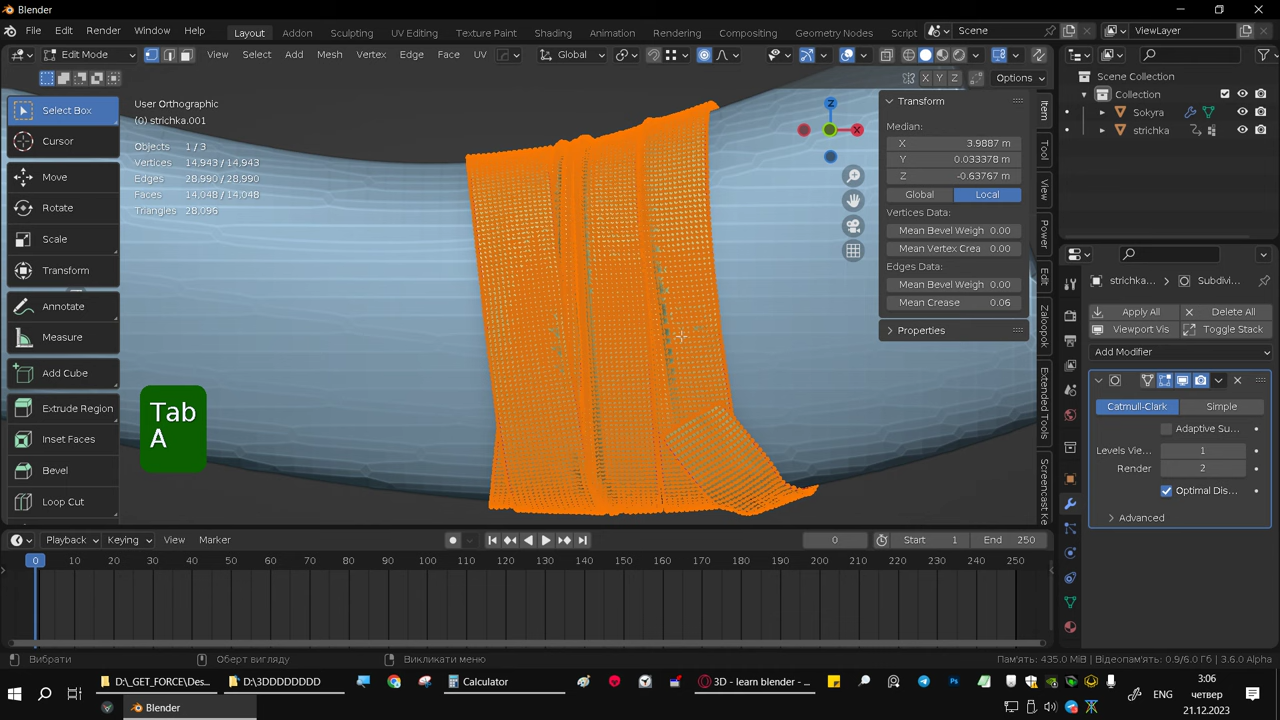 Blender
File Edit Render Window Help Layout Addon Modeling Sculpting UV Editing Texture Paint Shading Animation Rendering Compositing Geometry Nodes Script Scene ViewLayer
Edit Mode View Select Add Mesh Vertex Edge Face UV Global
X Y Z Options
Select Box
Cursor
Move
Rotate
Scale
Transform
Annotate
Measure
Add Cube
Extrude Region
Inset Faces
Bevel
Loop Cut
User Orthographic
(0) strichka.001
Objects 1 / 3
Vertices 14,943 / 14,943
Edges 28,990 / 28,990
Faces 14,048 / 14,048
Triangles 28,096
Tab
A
Z
X
Transform
Median:
X 3.9887 m
Y 0.033378 m
Z -0.63767 m
Global Local
Vertices Data:
Mean Bevel Weigh 0.00
Mean Vertex Crea 0.00
Edges Data:
Mean Bevel Weigh 0.00
Mean Crease 0.06
Properties
Item
Tool
View
Power
Edit
Zaloopok
Extended Tools
Screencast Ke
Scene Collection
Collection
Sokyra
strichka
strichka... Subdivi...
Apply All Delete All
Viewport Vis Toggle Stack
Add Modifier
Catmull-Clark Simple
Adaptive Su...
Levels Vie... 1
Render 2
Optimal Dis...
Advanced
Playback Keying View Marker 0 Start 1 End 250
0 10 20 30 40 50 60 70 80 90 100 110 120 130 140 150 160 170 180 190 200 210 220 230 240 250
Вибрати Оберт вигляду Викликати меню Пам'ять: 435.0 MiB | Відеопам'ять: 0.9/6.0 Гб | 3.6.0 Alpha
D:\_GET_FORCE\Des... D:\3DDDDDDDD Calculator 3D - learn blender - ...
Blender
ENG
3:06
четвер
21.12.2023